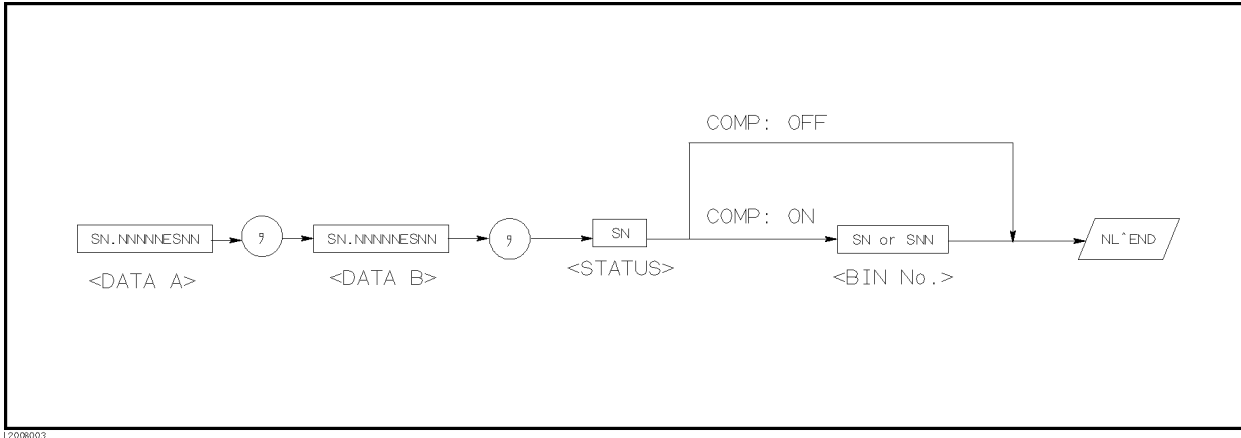 COMP: OFF
COMP: ON
SN.NNNNNESNN , SN.NNNNNESNN , SN SN or SNN NL^END
<DATA A> <DATA B> <STATUS> <BIN No.>
12008003